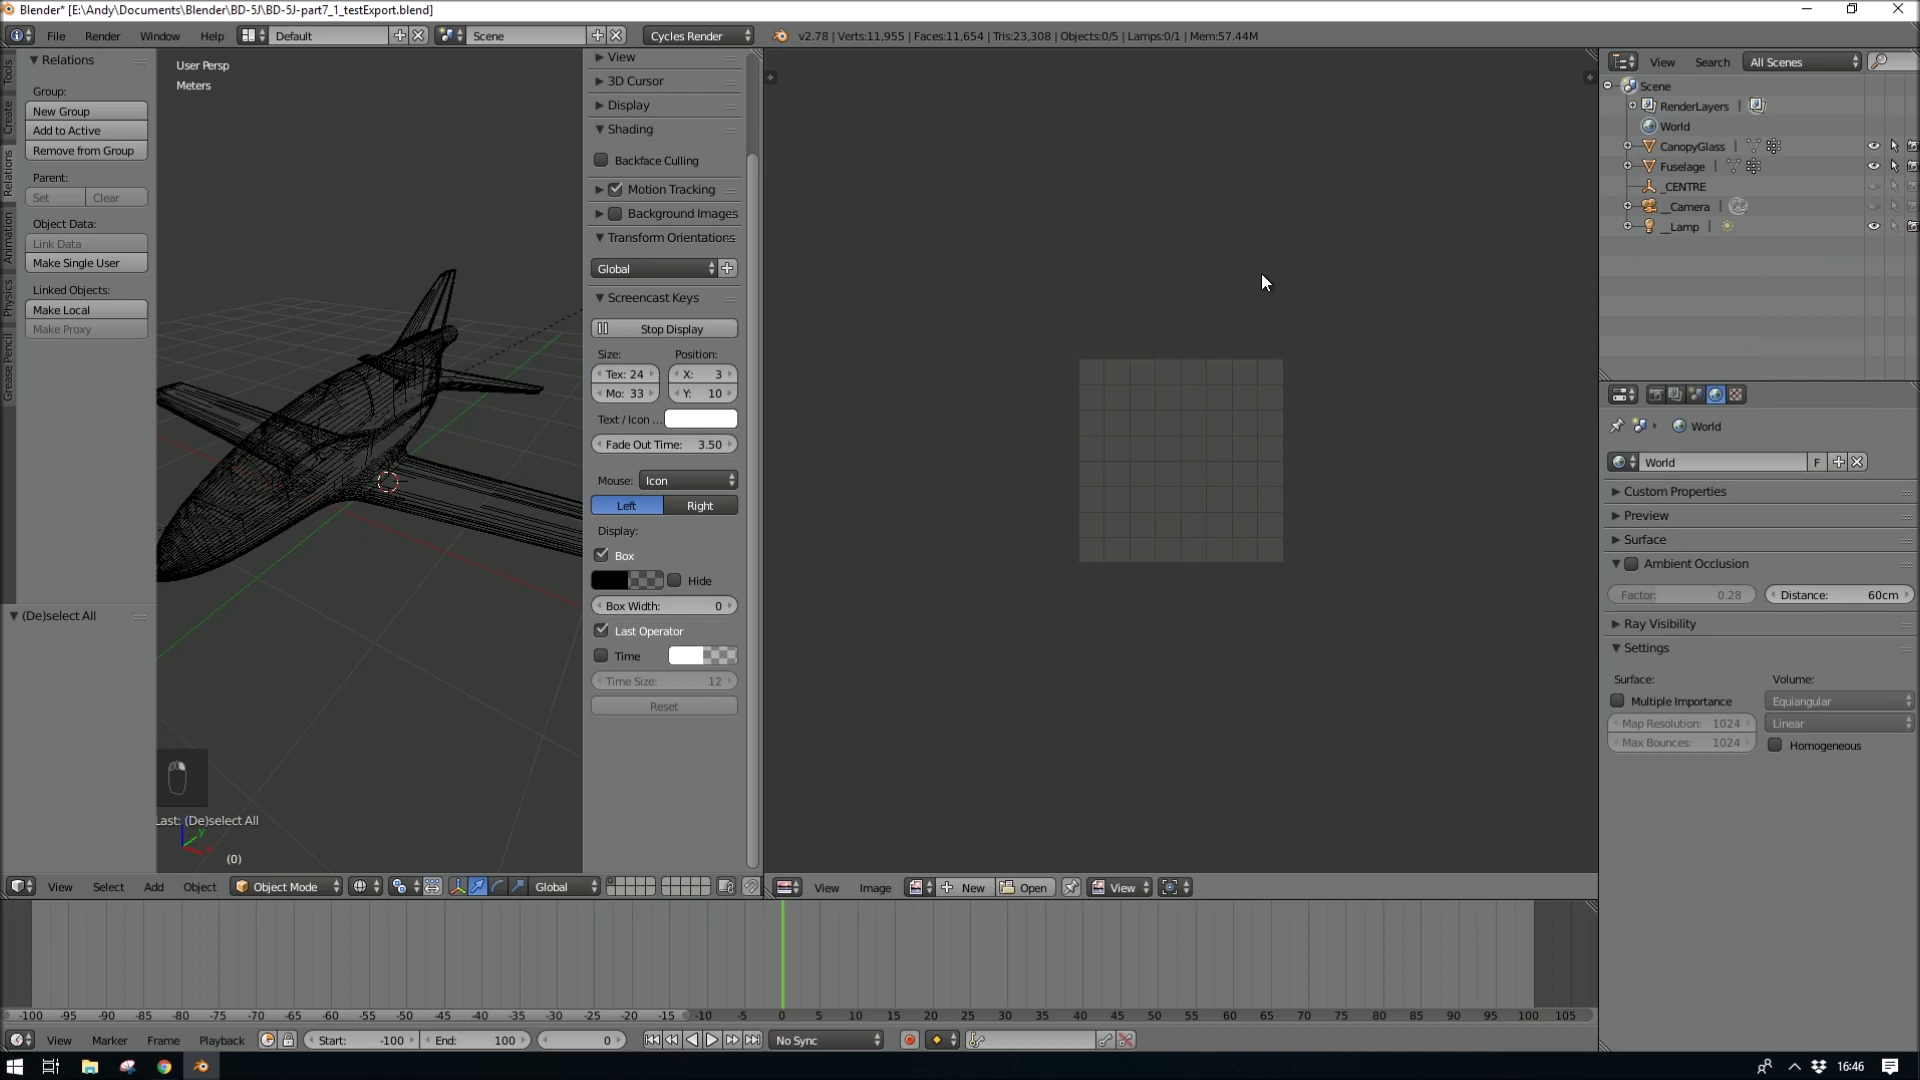 Blender* [E:\Andy\Documents\Blender\BD-5J\BD-5J-part7_1_testExport.blend]
File Render Window Help Default Scene Cycles Render v2.78 | Verts:11,955 | Faces:11,654 | Tris:23,308 | Objects:0/5 | Lamps:0/1 | Mem:57.44M
Tools
Create
Relations
Animation
Physics
Grease Pencil
Relations
Group:
New Group
Add to Active
Remove from Group
Parent:
Set Clear
Object Data:
Link Data
Make Single User
Linked Objects:
Make Local
Make Proxy
(De)select All
User Persp
Meters
Last: (De)select All
y
(0)
View
3D Cursor
Display
Shading
Backface Culling
Motion Tracking
Background Images
Transform Orientations
Global
Screencast Keys
Stop Display
Size: Position:
Tex: 24 X: 3
Mo: 33 Y: 10
Text / Icon ...
Fade Out Time: 3.50
Mouse: Icon
Left Right
Display:
Box
Hide
Box Width: 0
Last Operator
Time
Time Size: 12
Reset
View Search All Scenes
Scene
RenderLayers
World
CanopyGlass
Fuselage
_CENTRE
__Camera
__Lamp
World
World F
Custom Properties
Preview
Surface
Ambient Occlusion
Factor: 0.28 Distance: 60cm
Ray Visibility
Settings
Surface: Volume:
Multiple Importance Equiangular
Map Resolution: 1024 Linear
Max Bounces: 1024 Homogeneous
View Select Add Object Object Mode Global
View Image New Open View
-100 -95 -90 -85 -80 -75 -70 -65 -60 -55 -50 -45 -40 -35 -30 -25 -20 -15 -10 -5 0 5 10 15 20 25 30 35 40 45 50 55 60 65 70 75 80 85 90 95 100 105
View Marker Frame Playback Start: -100 End: 100 0 No Sync
16:46